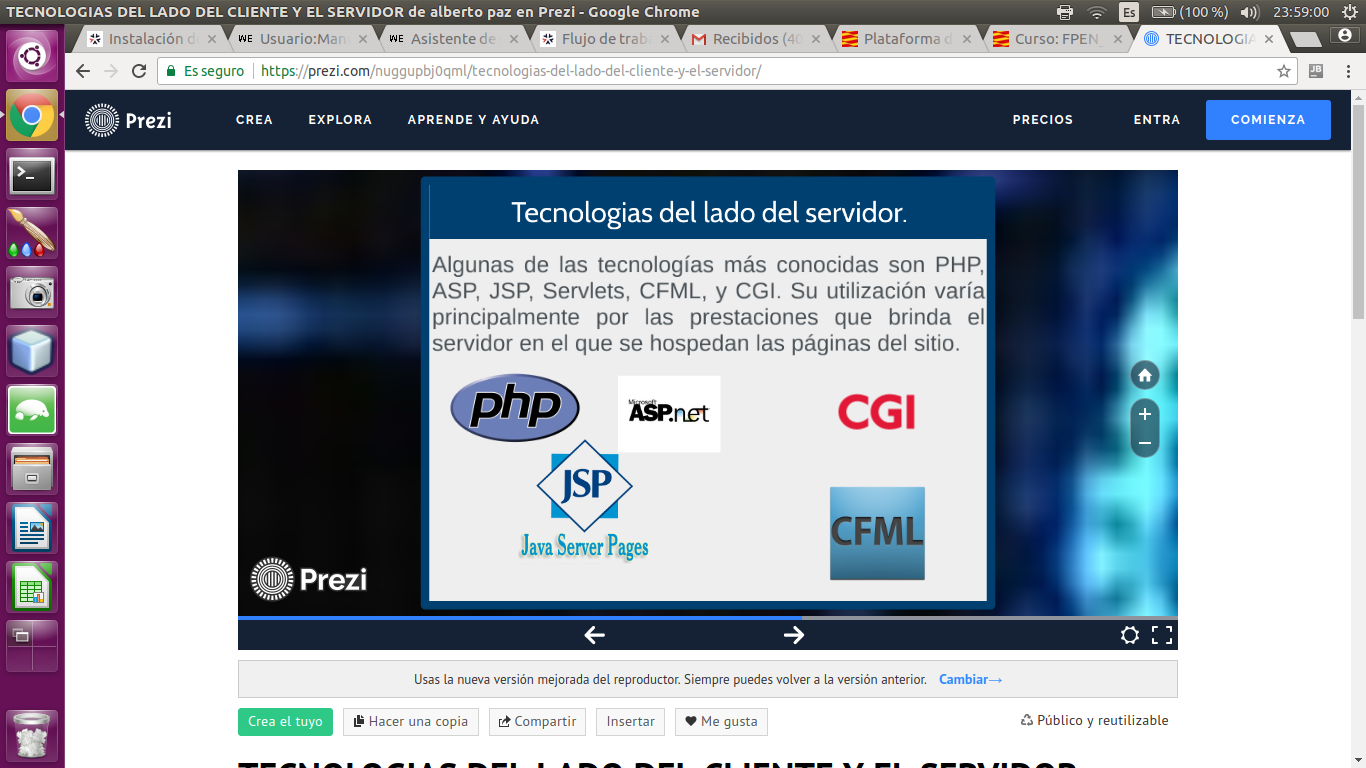 TECNOLOGIAS DEL LADO DEL CLIENTE Y EL SERVIDOR de alberto paz en Prezi - Google Chrome
Es
(100 %)
23:59:00
Instalación d
WE Usuario:Man
WE Asistente de
Flujo de trab
Recibidos (40
Plataforma d
Curso: FPEN_
TECNOLOGIA
Es seguro
https://prezi.com/nuggupbj0qml/tecnologias-del-lado-del-cliente-y-el-servidor/
JB
Prezi
CREA
EXPLORA
APRENDE Y AYUDA
PRECIOS
ENTRA
COMIENZA
Tecnologias del lado del servidor.
Algunas de las tecnologías más conocidas son PHP,
ASP, JSP, Servlets, CFML, y CGI. Su utilización varía
principalmente por las prestaciones que brinda el
servidor en el que se hospedan las páginas del sitio.
php
Microsoft
ASP.net
CGI
JSP
Java Server Pages
CFML
Prezi
Usas la nueva versión mejorada del reproductor. Siempre puedes volver a la versión anterior. Cambiar→
Crea el tuyo
Hacer una copia
Compartir
Insertar
Me gusta
Público y reutilizable
TECNOLOGIAS DEL LADO DEL CLIENTE Y EL SERVIDOR